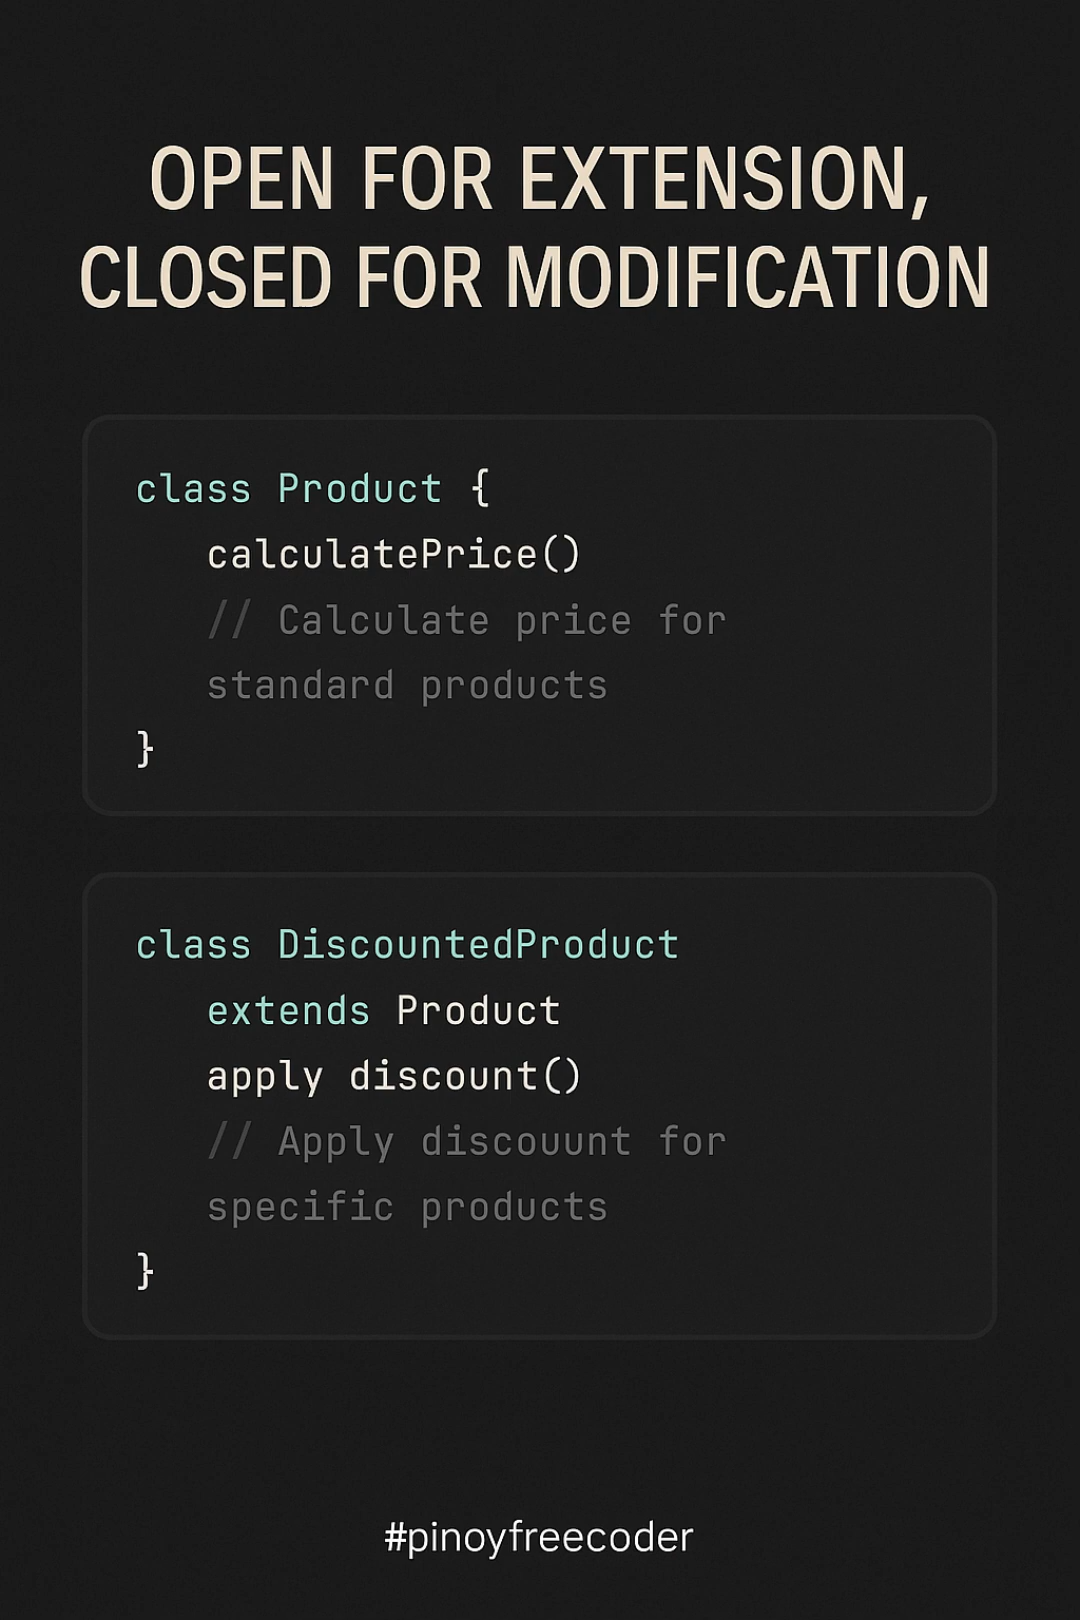 OPEN FOR EXTENSION,
CLOSED FOR MODIFICATION
class Product {
calculatePrice()
// Calculate price for
standard products
}
class DiscountedProduct
extends Product
apply discount()
// Apply discouunt for
specific products
}
#pinoyfreecoder